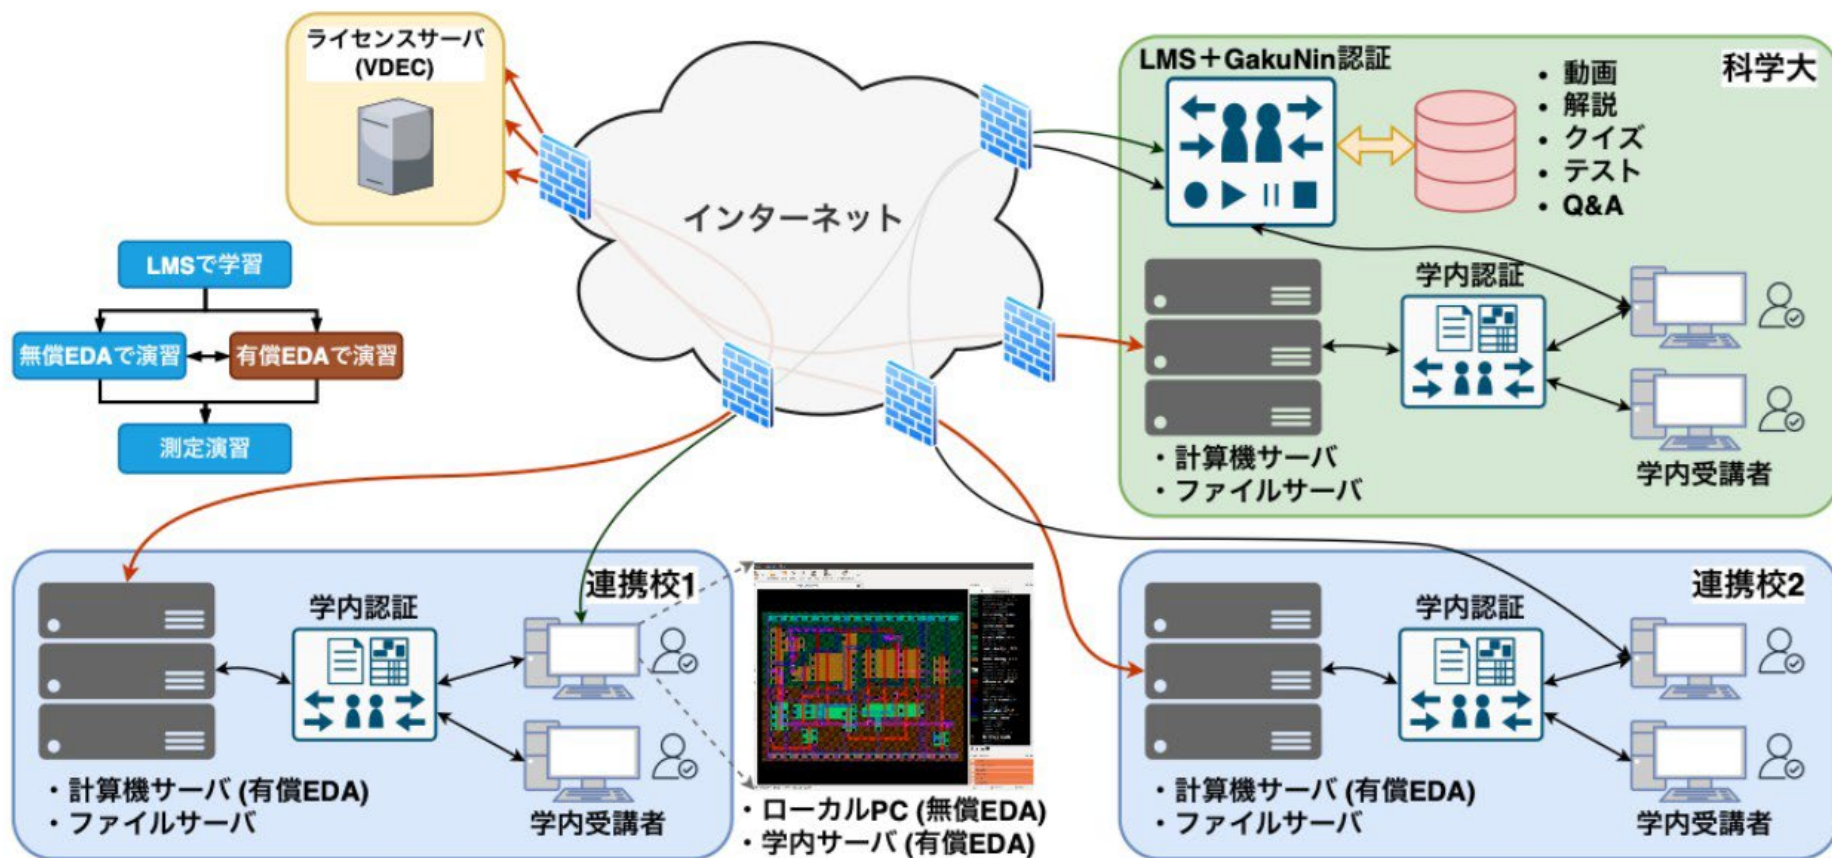 ライセンスサーバ
(VDEC)
インターネット
LMS＋GakuNin認証
科学大
• 動画
• 解説
• クイズ
• テスト
• Q&A
学内認証
・計算機サーバ
・ファイルサーバ
学内受講者
LMSで学習
無償EDAで演習
有償EDAで演習
測定演習
連携校1
学内認証
・計算機サーバ (有償EDA)
・ファイルサーバ
学内受講者
・ローカルPC (無償EDA)
・学内サーバ (有償EDA)
連携校2
学内認証
・計算機サーバ (有償EDA)
・ファイルサーバ
学内受講者